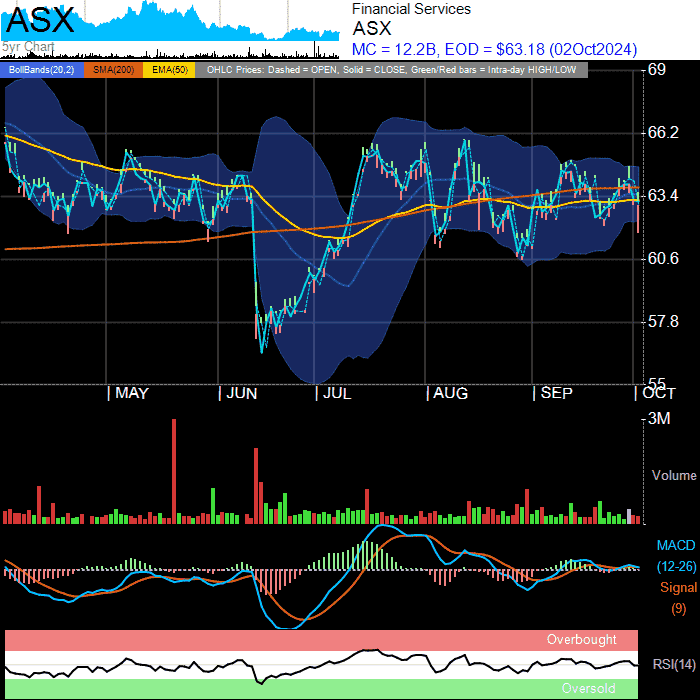 ASX
5yr Chart
Financial Services
ASX
MC = 12.2B, EOD = $63.18 (02Oct2024)
BollBands(20,2) SMA(200) EMA(50) OHLC Prices: Dashed = OPEN, Solid = CLOSE, Green/Red bars = Intra-day HIGH/LOW
69
66.2
63.4
60.6
57.8
55
MAY JUN JUL AUG SEP OCT
3M
Volume
MACD
(12-26)
Signal
(9)
Overbought
RSI(14)
Oversold